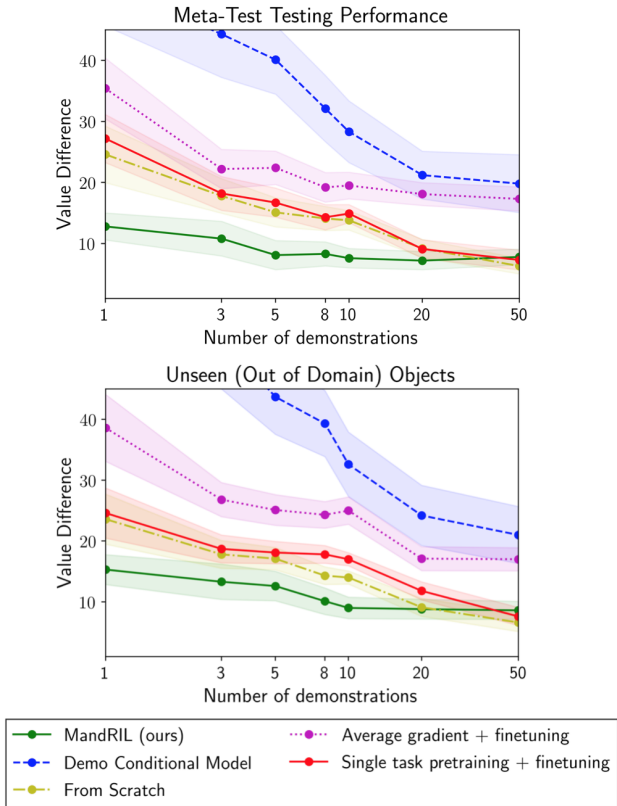 Meta-Test Testing Performance
40
30
20
10
Value Difference
1 3 5 8 10 20 50
Number of demonstrations
Unseen (Out of Domain) Objects
40
30
20
10
Value Difference
1 3 5 8 10 20 50
Number of demonstrations
MandRIL (ours)
Demo Conditional Model
From Scratch
Average gradient + finetuning
Single task pretraining + finetuning